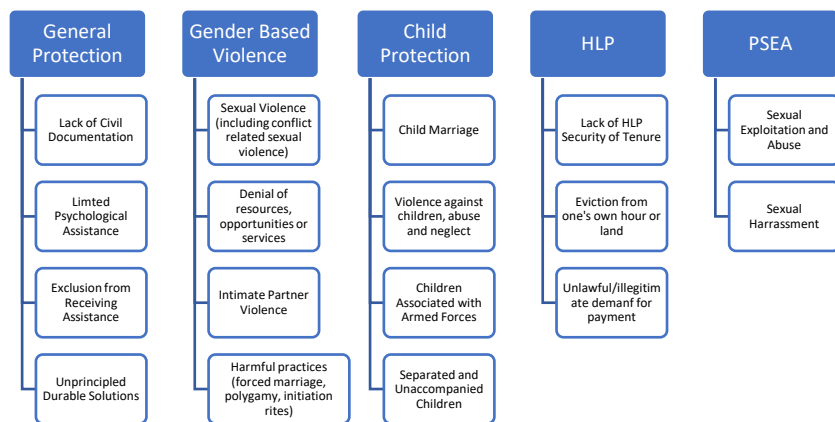 General
Protection
Lack of Civil
Documentation
Limted
Psychological
Assistance
Exclusion from
Receiving
Assistance
Unprincipled
Durable Solutions
Gender Based
Violence
Sexual Violence
(including conflict
related sexual
violence)
Denial of
resources,
opportunities or
services
Intimate Partner
Violence
Harmful practices
(forced marriage,
polygamy, initiation
rites)
Child
Protection
Child Marriage
Violence against
children, abuse
and neglect
Children
Associated with
Armed Forces
Separated and
Unaccompanied
Children
HLP
Lack of HLP
Security of Tenure
Eviction from
one's own hour or
land
Unlawful/illegitim
ate demanf for
payment
PSEA
Sexual
Exploitation and
Abuse
Sexual
Harrassment